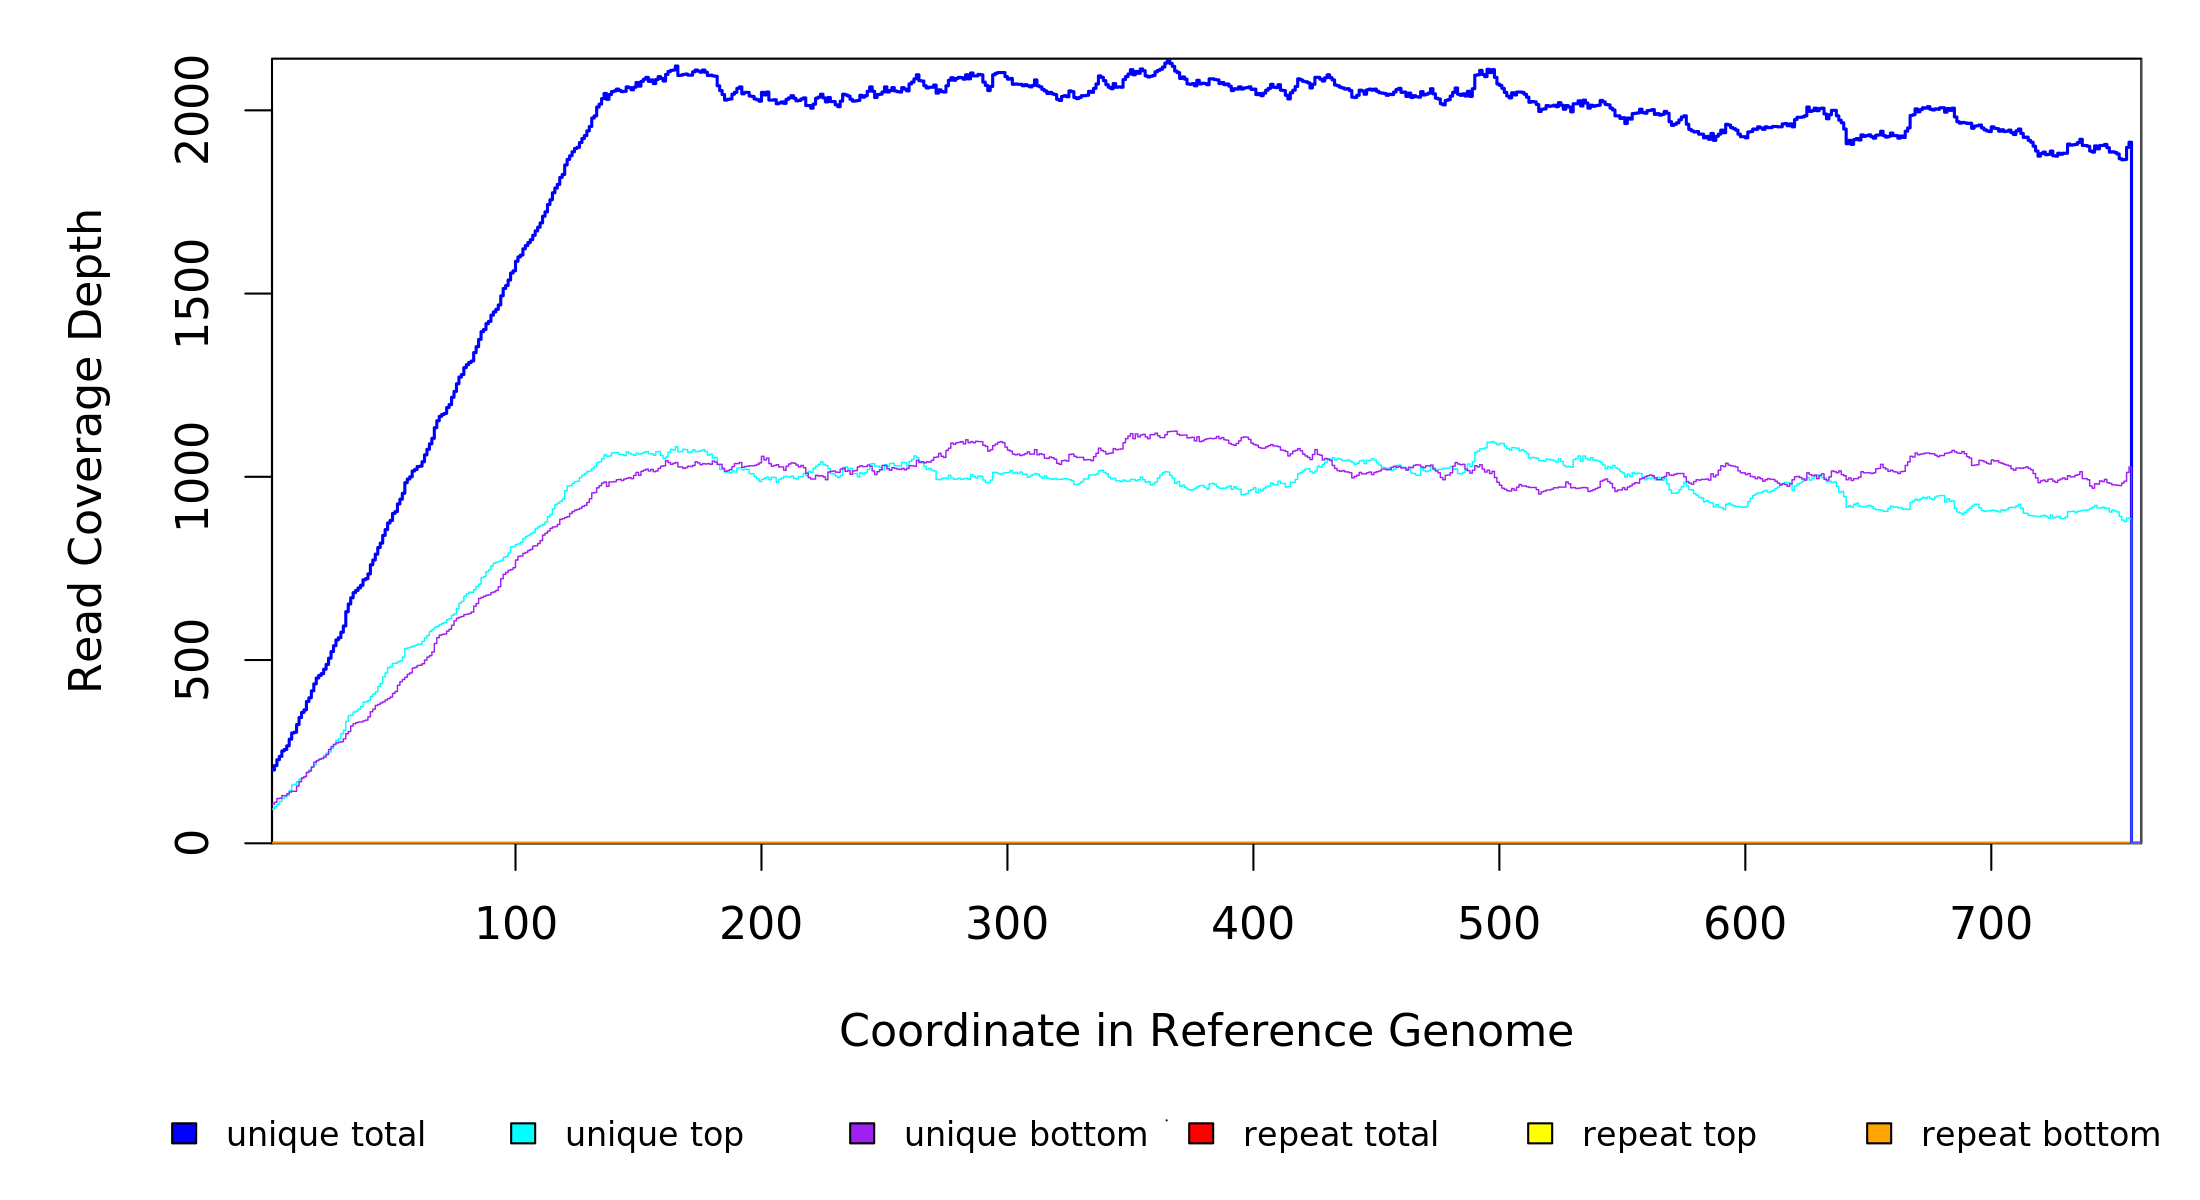 Read Coverage Depth
2000
1500
1000
500
0
100 200 300 400 500 600 700
Coordinate in Reference Genome
unique total unique top unique bottom repeat total repeat top repeat bottom